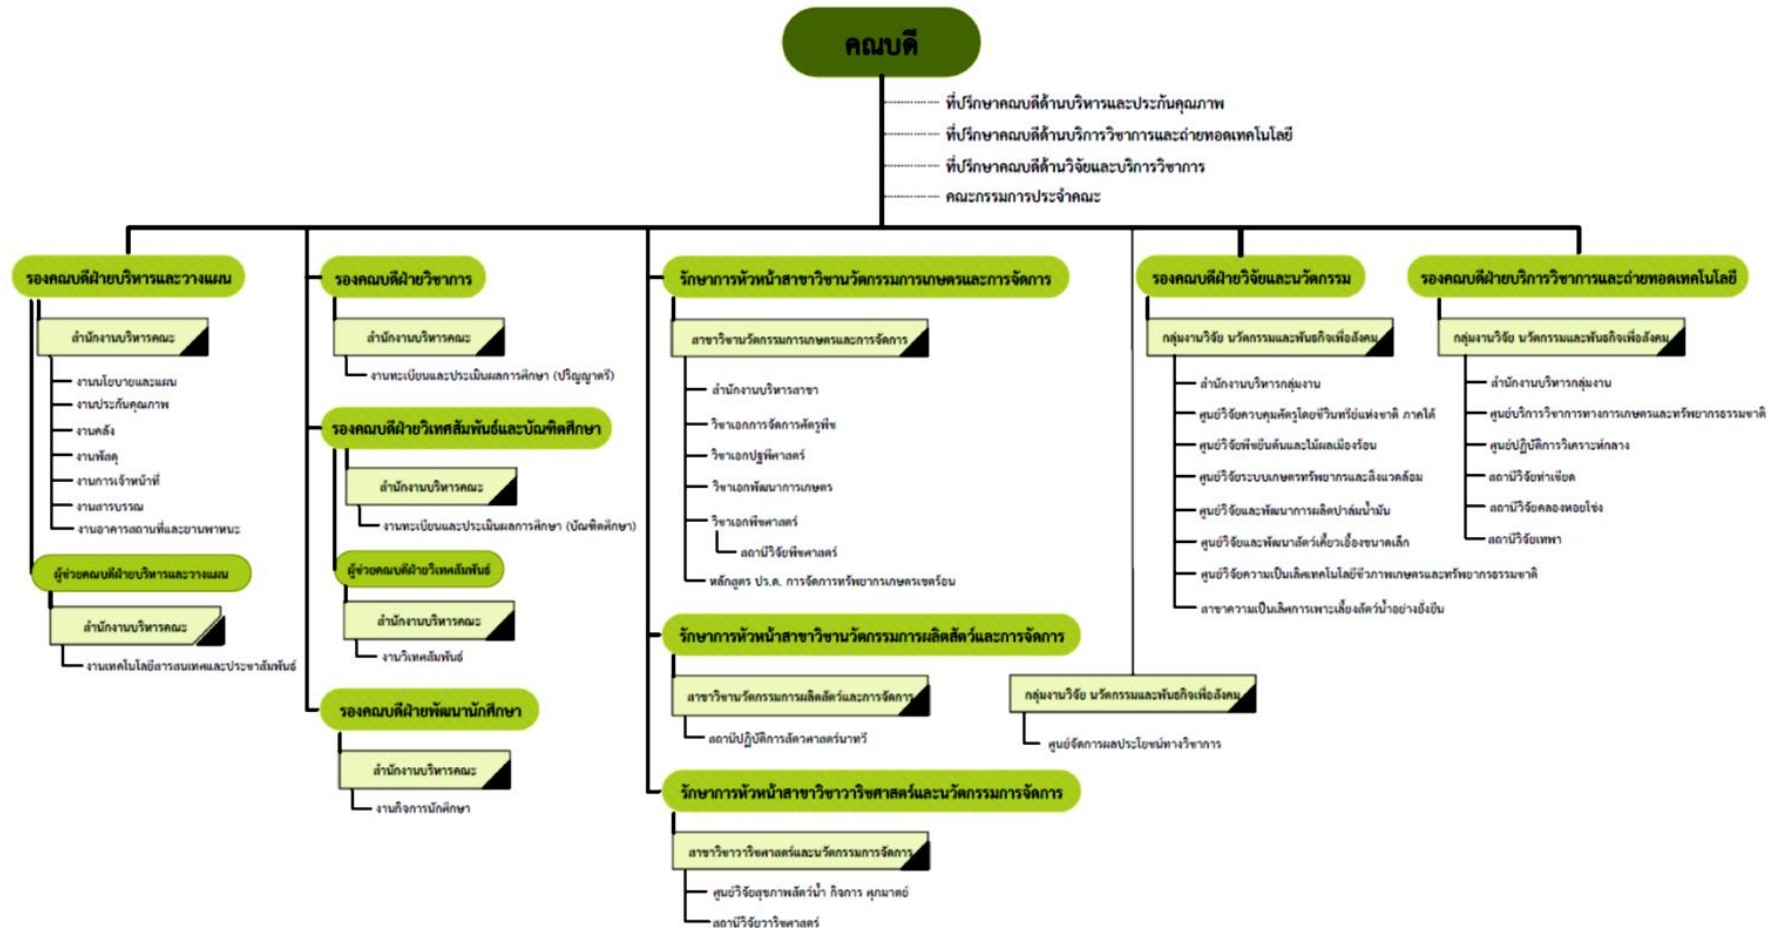 คณบดี
ที่ปรึกษาคณบดีด้านบริหารและประกันคุณภาพ
ที่ปรึกษาคณบดีด้านบริการวิชาการและถ่ายทอดเทคโนโลยี
ที่ปรึกษาคณบดีด้านวิจัยและบริการวิชาการ
คณะกรรมการประจำคณะ
รองคณบดีฝ่ายบริหารและวางแผน
สำนักงานบริหารคณะ
งานนโยบายและแผน
งานประกันคุณภาพ
งานคลัง
งานพัสดุ
งานการเจ้าหน้าที่
งานสารบรรณ
งานอาคารสถานที่และยานพาหนะ
ผู้ช่วยคณบดีฝ่ายบริหารและวางแผน
สำนักงานบริหารคณะ
งานเทคโนโลยีสารสนเทศและประชาสัมพันธ์
รองคณบดีฝ่ายวิชาการ
สำนักงานบริหารคณะ
งานทะเบียนและประเมินผลการศึกษา (ปริญญาตรี)
รองคณบดีฝ่ายวิเทศสัมพันธ์และบัณฑิตศึกษา
สำนักงานบริหารคณะ
งานทะเบียนและประเมินผลการศึกษา (บัณฑิตศึกษา)
ผู้ช่วยคณบดีฝ่ายวิเทศสัมพันธ์
สำนักงานบริหารคณะ
งานวิเทศสัมพันธ์
รองคณบดีฝ่ายพัฒนานักศึกษา
สำนักงานบริหารคณะ
งานกิจการนักศึกษา
รักษาการหัวหน้าสาขาวิชานวัตกรรมการเกษตรและการจัดการ
สาขาวิชานวัตกรรมการเกษตรและการจัดการ
สำนักงานบริหารสาขา
วิชาเอกการจัดการศัตรูพืช
วิชาเอกปฐพีศาสตร์
วิชาเอกพัฒนาการเกษตร
วิชาเอกพืชศาสตร์
สถานีวิจัยพืชศาสตร์
หลักสูตร ปร.ด. การจัดการทรัพยากรเกษตรเขตร้อน
รักษาการหัวหน้าสาขาวิชานวัตกรรมการผลิตสัตว์และการจัดการ
สาขาวิชานวัตกรรมการผลิตสัตว์และการจัดการ
สถานีปฏิบัติการสัตวศาสตร์นาทวี
รักษาการหัวหน้าสาขาวิชาวาริชศาสตร์และนวัตกรรมการจัดการ
สาขาวิชาวาริชศาสตร์และนวัตกรรมการจัดการ
ศูนย์วิจัยสุขภาพสัตว์น้ำ กิจการ ศุภมาตย์
สถานีวิจัยวาริชศาสตร์
กลุ่มงานวิจัย นวัตกรรมและพันธกิจเพื่อสังคม
ศูนย์จัดการผลประโยชน์ทางวิชาการ
รองคณบดีฝ่ายวิจัยและนวัตกรรม
กลุ่มงานวิจัย นวัตกรรมและพันธกิจเพื่อสังคม
สำนักงานบริหารกลุ่มงาน
ศูนย์วิจัยควบคุมศัตรูโดยชีวินทรีย์แห่งชาติ ภาคใต้
ศูนย์วิจัยพืชยืนต้นและไม้ผลเมืองร้อน
ศูนย์วิจัยระบบเกษตรทรัพยากรและสิ่งแวดล้อม
ศูนย์วิจัยและพัฒนาการผลิตปาล์มน้ำมัน
ศูนย์วิจัยและพัฒนาสัตว์เคี้ยวเอื้องขนาดเล็ก
ศูนย์วิจัยความเป็นเลิศเทคโนโลยีชีวภาพเกษตรและทรัพยากรธรรมชาติ
สาขาความเป็นเลิศการเพาะเลี้ยงสัตว์น้ำอย่างยั่งยืน
รองคณบดีฝ่ายบริการวิชาการและถ่ายทอดเทคโนโลยี
กลุ่มงานวิจัย นวัตกรรมและพันธกิจเพื่อสังคม
สำนักงานบริหารกลุ่มงาน
ศูนย์บริการวิชาการทางการเกษตรและทรัพยากรธรรมชาติ
ศูนย์ปฏิบัติการวิเคราะห์กลาง
สถานีวิจัยท่าเชียด
สถานีวิจัยคลองหอยโข่ง
สถานีวิจัยเทพา